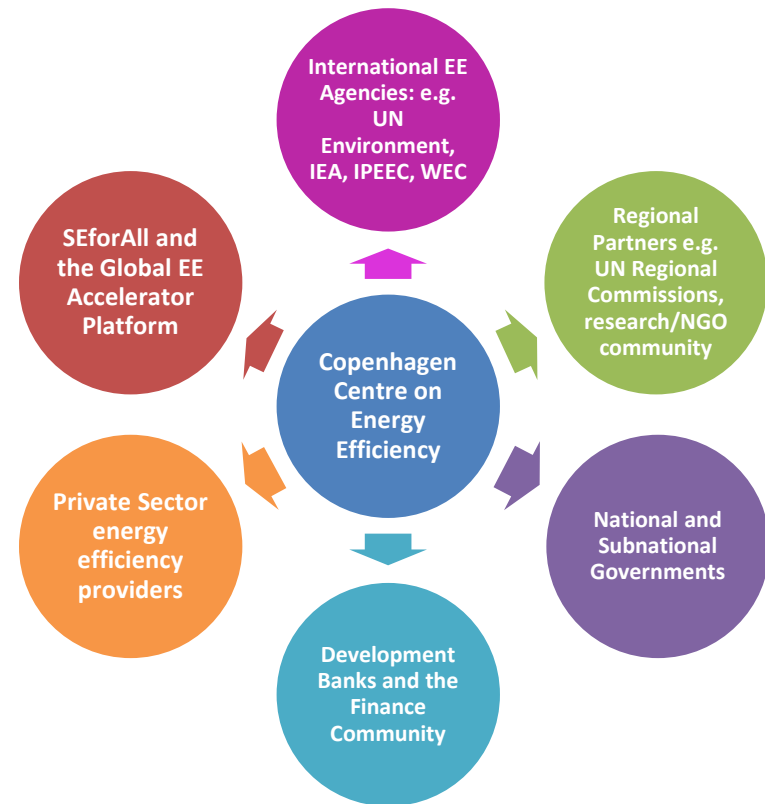 International EE
Agencies: e.g.
UN
Environment,
IEA, IPEEC, WEC
SEforAll and
the Global EE
Accelerator
Platform
Regional
Partners e.g.
UN Regional
Commissions,
research/NGO
community
Copenhagen
Centre on
Energy
Efficiency
Private Sector
energy
efficiency
providers
National and
Subnational
Governments
Development
Banks and the
Finance
Community